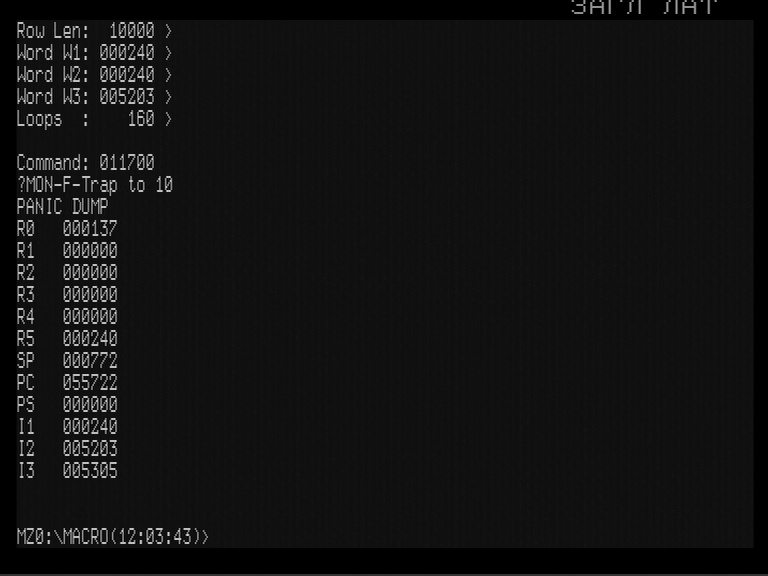 ЗАГЛ ЛАТ
Row Len:  10000 >
Word W1: 000240 >
Word W2: 000240 >
Word W3: 005203 >
Loops  :    160 >
Command: 011700
?MON-F-Trap to 10
PANIC DUMP
R0   000137
R1   000000
R2   000000
R3   000000
R4   000000
R5   000240
SP   000772
PC   055722
PS   000000
I1   000240
I2   005203
I3   005305
MZ0:\MACRO(12:03:43)>